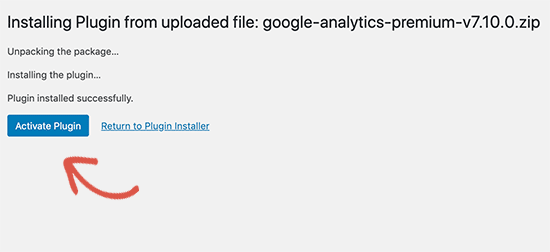 Installing Plugin from uploaded file: google-analytics-premium-v7.10.0.zip
Unpacking the package…
Installing the plugin…
Plugin installed successfully.
Activate Plugin Return to Plugin Installer